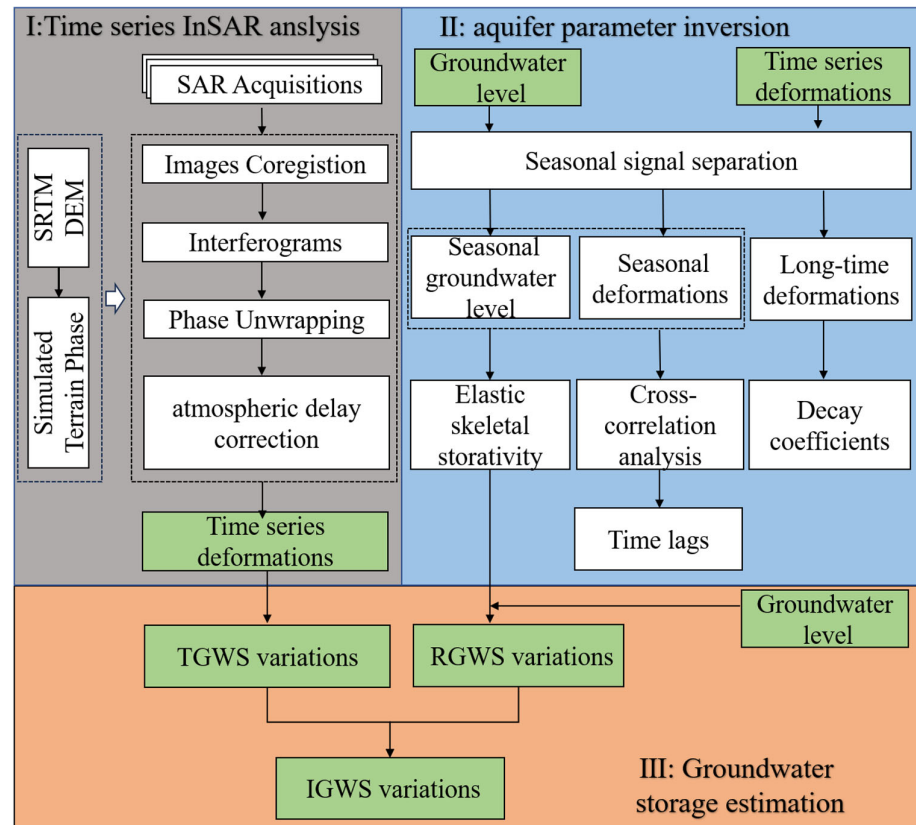 I:Time series InSAR anslysis
SAR Acquisitions
Images Coregistion
Interferograms
Phase Unwrapping
atmospheric delay
correction
SRTM
DEM
Simulated
Terrain Phase
Time series
deformations
II: aquifer parameter inversion
Groundwater
level
Time series
deformations
Seasonal signal separation
Seasonal
groundwater
level
Seasonal
deformations
Long-time
deformations
Elastic
skeletal
storativity
Cross-
correlation
analysis
Decay
coefficients
Time lags
Groundwater
level
TGWS variations
RGWS variations
IGWS variations
III: Groundwater
storage estimation